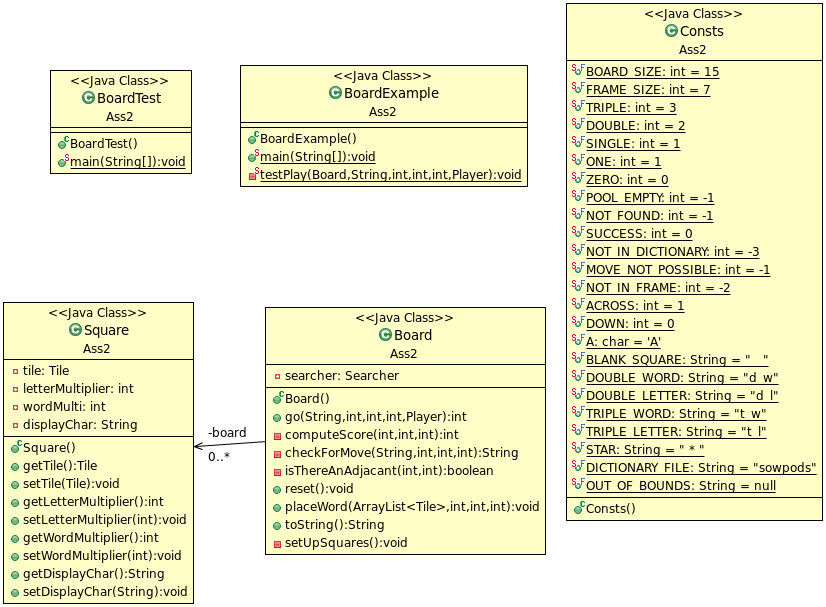 <<Java Class>>
BoardTest
Ass2
BoardTest()
main(String[]):void
<<Java Class>>
BoardExample
Ass2
BoardExample()
main(String[]):void
testPlay(Board,String,int,int,int,Player):void
<<Java Class>>
Consts
Ass2
BOARD_SIZE: int = 15
FRAME_SIZE: int = 7
TRIPLE: int = 3
DOUBLE: int = 2
SINGLE: int = 1
ONE: int = 1
ZERO: int = 0
POOL_EMPTY: int = -1
NOT_FOUND: int = -1
SUCCESS: int = 0
NOT_IN_DICTIONARY: int = -3
MOVE_NOT_POSSIBLE: int = -1
NOT_IN_FRAME: int = -2
ACROSS: int = 1
DOWN: int = 0
A: char = 'A'
BLANK_SQUARE: String = "   "
DOUBLE_WORD: String = "d_w"
DOUBLE_LETTER: String = "d_l"
TRIPLE_WORD: String = "t_w"
TRIPLE_LETTER: String = "t_l"
STAR: String = " * "
DICTIONARY_FILE: String = "sowpods"
OUT_OF_BOUNDS: String = null
Consts()
<<Java Class>>
Square
Ass2
tile: Tile
letterMultiplier: int
wordMulti: int
displayChar: String
Square()
getTile():Tile
setTile(Tile):void
getLetterMultiplier():int
setLetterMultiplier(int):void
getWordMultiplier():int
setWordMultiplier(int):void
getDisplayChar():String
setDisplayChar(String):void
-board
0..*
<<Java Class>>
Board
Ass2
searcher: Searcher
Board()
go(String,int,int,int,Player):int
computeScore(int,int,int):int
checkForMove(String,int,int,int):String
isThereAnAdjacant(int,int):boolean
reset():void
placeWord(ArrayList<Tile>,int,int,int):void
toString():String
setUpSquares():void